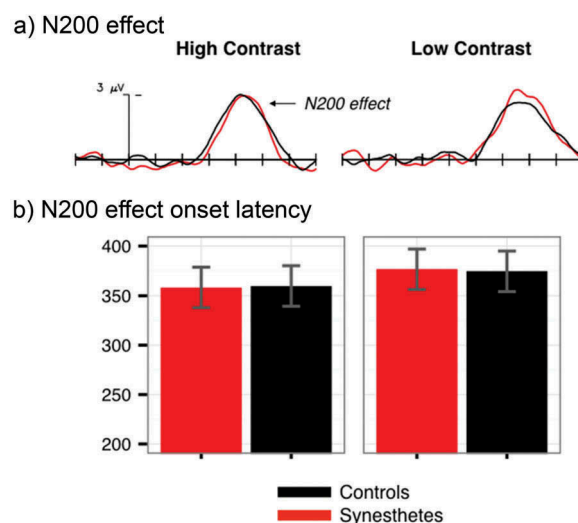 a) N200 effect
High Contrast Low Contrast
3 μV
N200 effect
b) N200 effect onset latency
400
350
300
250
200
Controls
Synesthetes